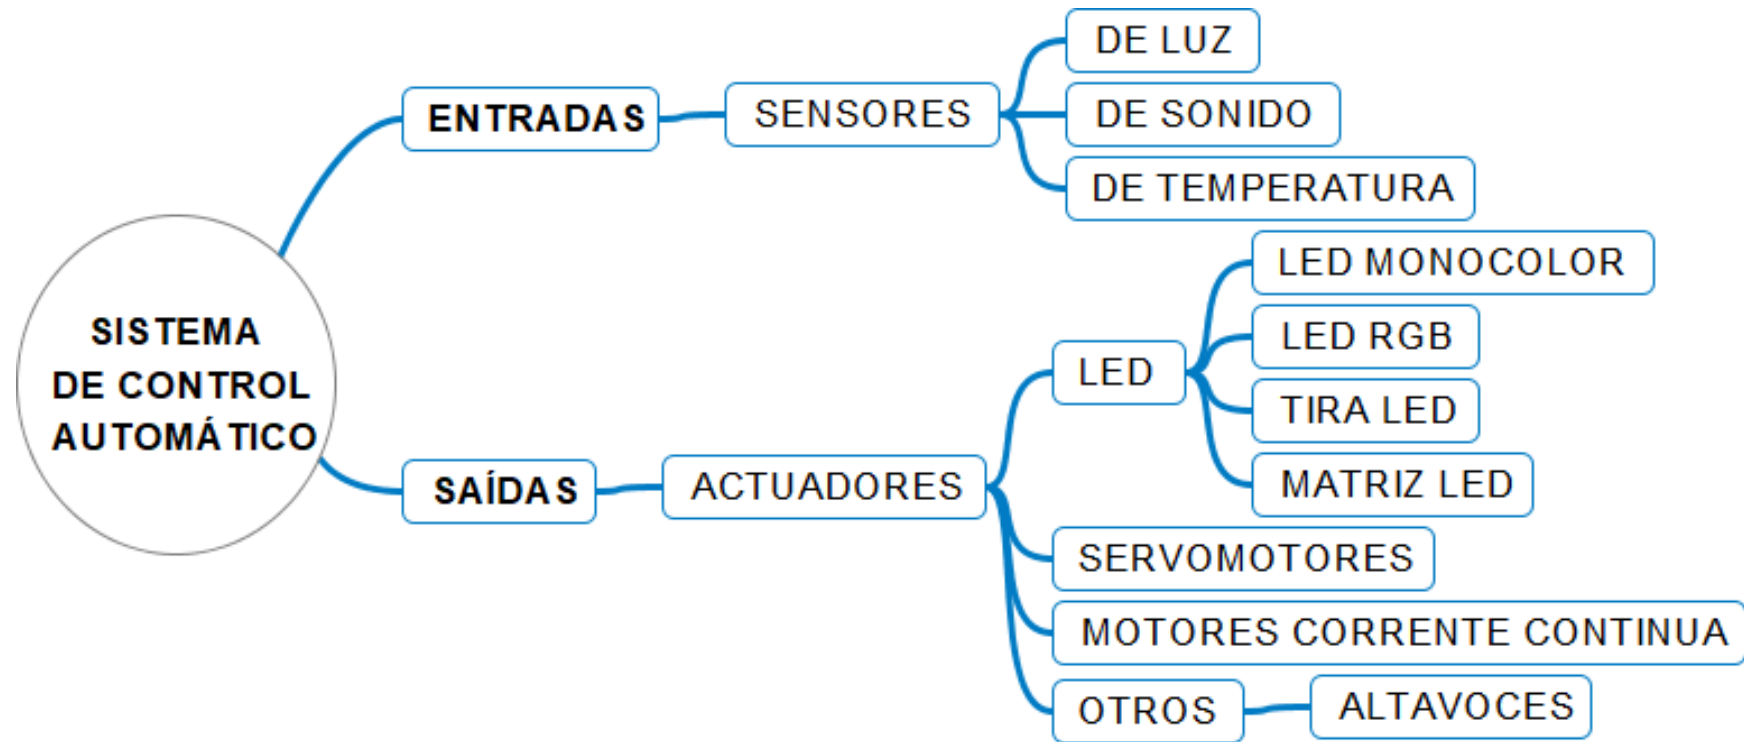 SISTEMA
DE CONTROL
AUTOMÁTICO
ENTRADAS
SENSORES
DE LUZ
DE SONIDO
DE TEMPERATURA
SAÍDAS
ACTUADORES
LED
LED MONOCOLOR
LED RGB
TIRA LED
MATRIZ LED
SERVOMOTORES
MOTORES CORRENTE CONTINUA
OTROS
ALTAVOCES